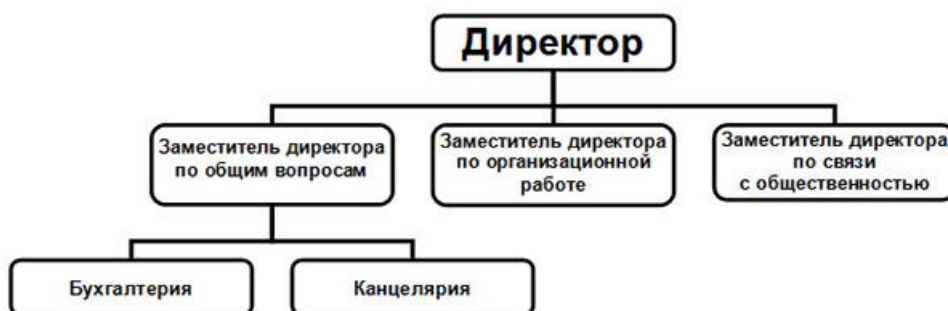 Директор
Заместитель директора
по общим вопросам
Заместитель директора
по организационной
работе
Заместитель директора
по связи
с общественностью
Бухгалтерия
Канцелярия